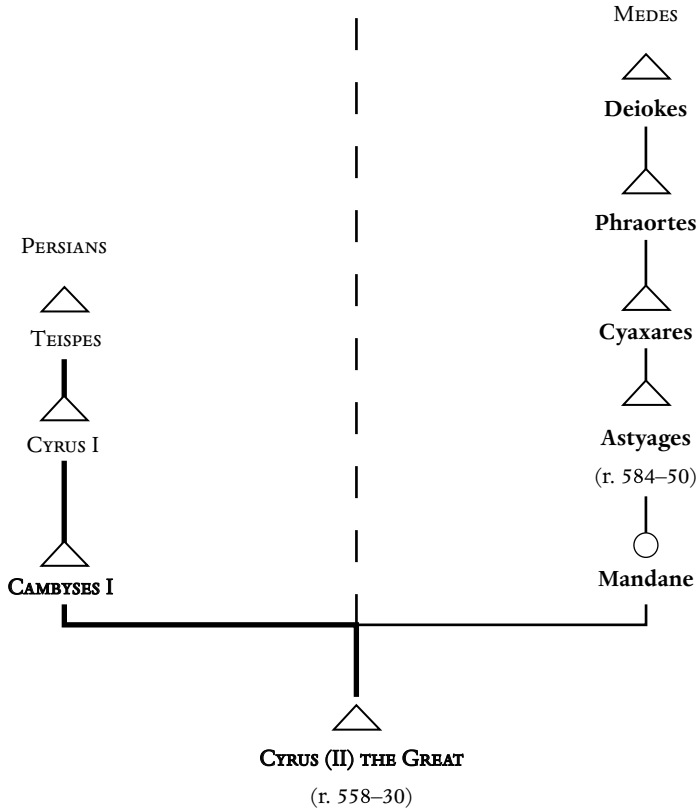 MEDES
Deiokes
Phraortes
PERSIANS
Cyaxares
TEISPES
Astyages
CYRUS I
(r. 584–50)
Mandane
CAMBYSES I
CYRUS (II) THE GREAT
(r. 558–30)